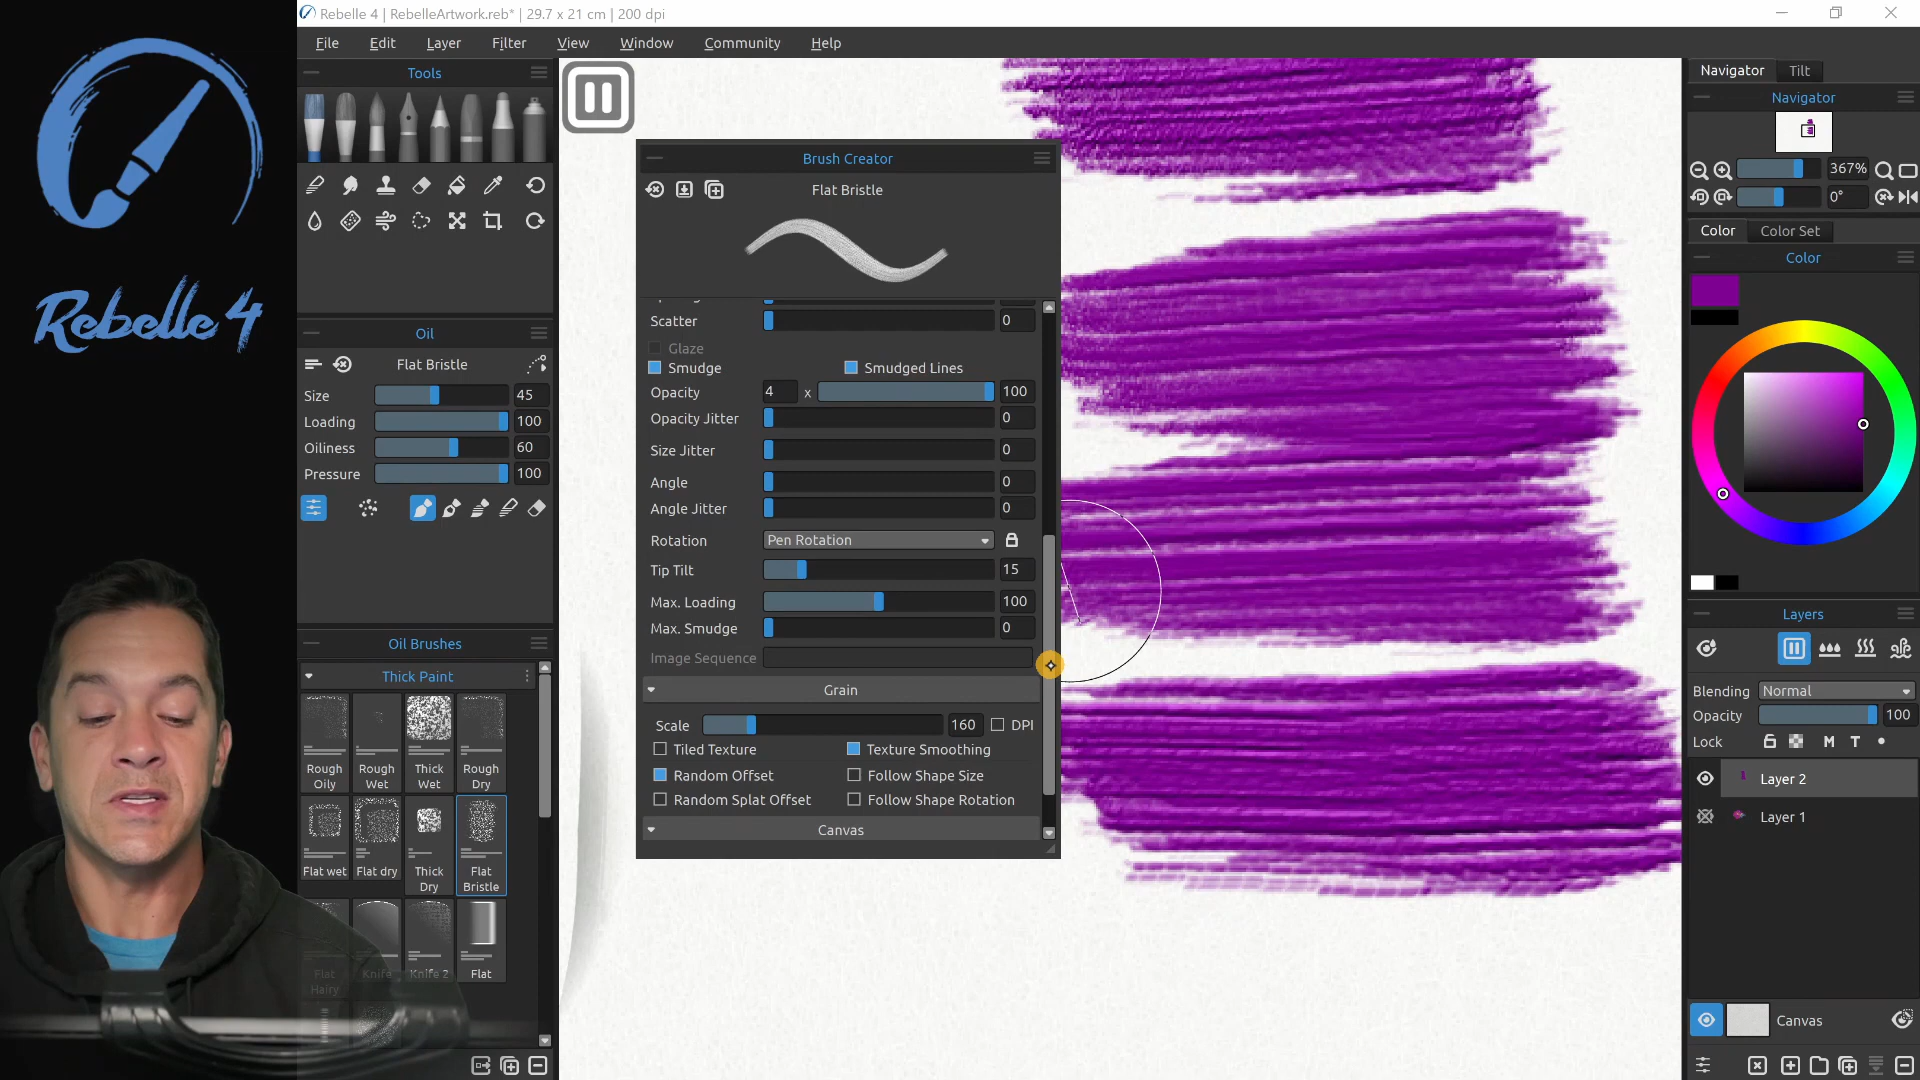 Rebelle 4 | RebelleArtwork.reb* | 29.7 x 21 cm | 200 dpi
File Edit Layer Filter View Window Community Help
Rebelle 4
Tools
Oil
Flat Bristle
Size 45
Loading 100
Oiliness 60
Pressure 100
Oil Brushes
Thick Paint
Rough Oily
Rough Wet
Thick Wet
Rough Dry
Flat wet
Flat dry
Thick Dry
Flat Bristle
Flat Hairy
Knife
Knife 2
Flat
Brush Creator
Flat Bristle
Scatter 0
Glaze
Smudge Smudged Lines
Opacity 4 x 100
Opacity Jitter 0
Size Jitter 0
Angle 0
Angle Jitter 0
Rotation Pen Rotation
Tip Tilt 15
Max. Loading 100
Max. Smudge 0
Image Sequence
Grain
Scale 160 DPI
Tiled Texture Texture Smoothing
Random Offset Follow Shape Size
Random Splat Offset Follow Shape Rotation
Canvas
Navigator Tilt
Navigator
367%
0°
Color Color Set
Color
Layers
Blending Normal
Opacity 100
Lock M T
Layer 2
Layer 1
Canvas